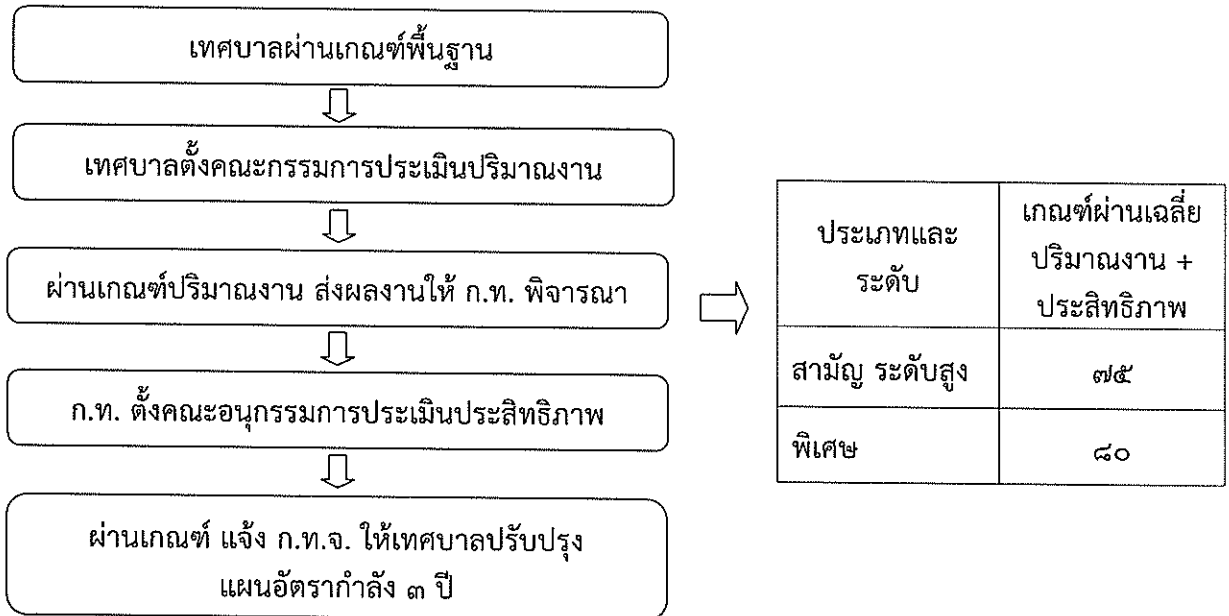 เทศบาลผ่านเกณฑ์พื้นฐาน
เทศบาลตั้งคณะกรรมการประเมินปริมาณงาน
ผ่านเกณฑ์ปริมาณงาน ส่งผลงานให้ ก.ท. พิจารณา
ก.ท. ตั้งคณะอนุกรรมการประเมินประสิทธิภาพ
ผ่านเกณฑ์ แจ้ง ก.ท.จ. ให้เทศบาลปรับปรุง
แผนอัตรากำลัง ๓ ปี
ประเภทและ
ระดับ
เกณฑ์ผ่านเฉลี่ย
ปริมาณงาน +
ประสิทธิภาพ
สามัญ ระดับสูง
๗๕
พิเศษ
๘๐